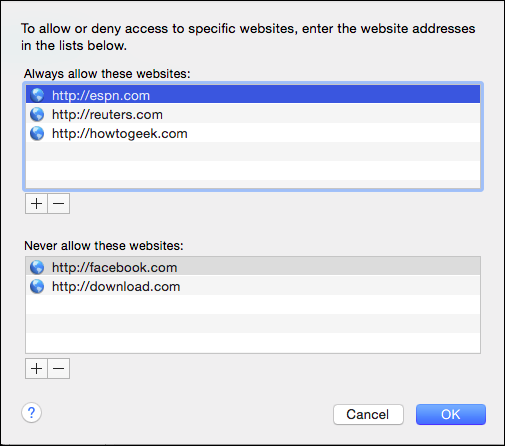 To allow or deny access to specific websites, enter the website addresses
in the lists below.
Always allow these websites:
http://espn.com
http://reuters.com
http://howtogeek.com
+ −
Never allow these websites:
http://facebook.com
http://download.com
+ −
? Cancel OK